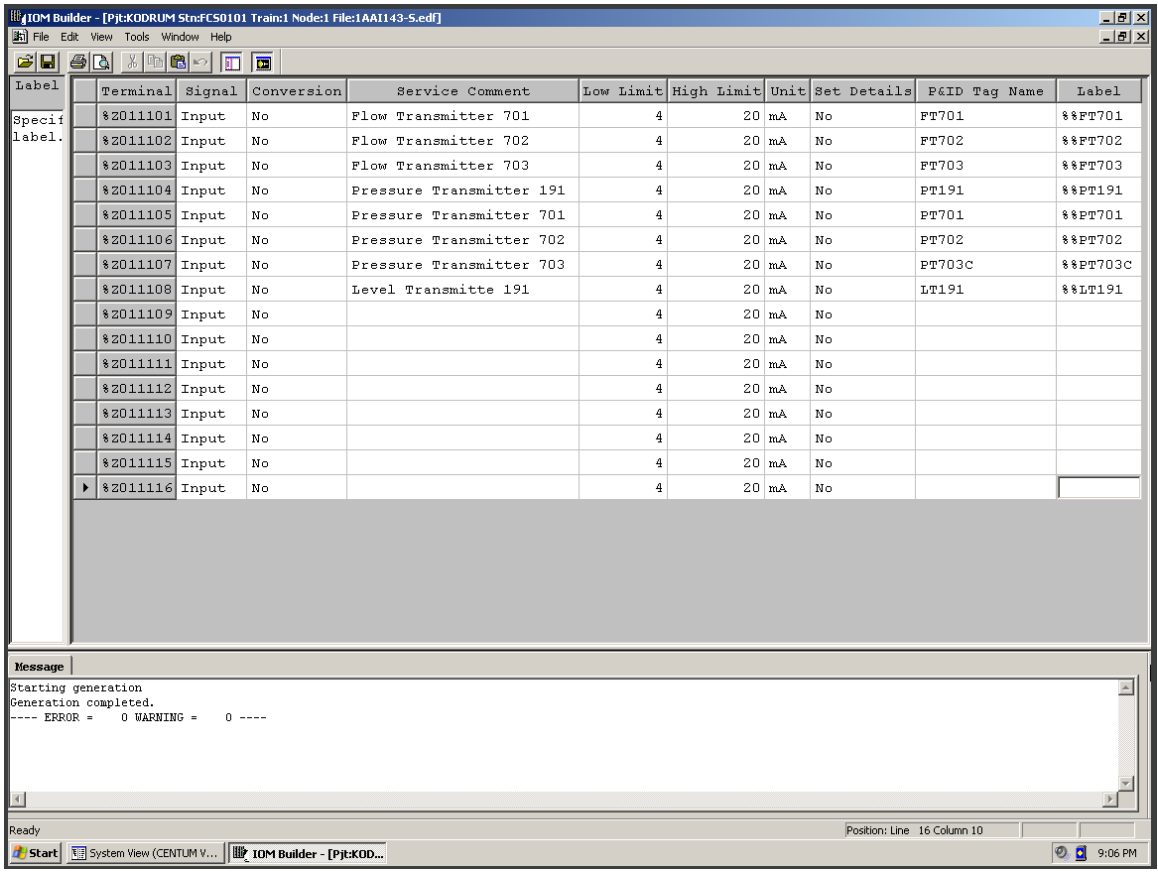 IOM Builder - [Pjt:KODRUM Stn:FCS0101 Train:1 Node:1 File:1AAI143-S.edf]
File Edit View Tools Window Help
Label
Specif
label.
Terminal Signal Conversion Service Comment Low Limit High Limit Unit Set Details P&ID Tag Name Label
%Z011101 Input No Flow Transmitter 701 4 20 mA No FT701 %%FT701
%Z011102 Input No Flow Transmitter 702 4 20 mA No FT702 %%FT702
%Z011103 Input No Flow Transmitter 703 4 20 mA No FT703 %%FT703
%Z011104 Input No Pressure Transmitter 191 4 20 mA No PT191 %%PT191
%Z011105 Input No Pressure Transmitter 701 4 20 mA No PT701 %%PT701
%Z011106 Input No Pressure Transmitter 702 4 20 mA No PT702 %%PT702
%Z011107 Input No Pressure Transmitter 703 4 20 mA No PT703C %%PT703C
%Z011108 Input No Level Transmitte 191 4 20 mA No LT191 %%LT191
%Z011109 Input No 4 20 mA No
%Z011110 Input No 4 20 mA No
%Z011111 Input No 4 20 mA No
%Z011112 Input No 4 20 mA No
%Z011113 Input No 4 20 mA No
%Z011114 Input No 4 20 mA No
%Z011115 Input No 4 20 mA No
%Z011116 Input No 4 20 mA No
Message
Starting generation
Generation completed.
---- ERROR = 0 WARNING = 0 ----
Ready Position: Line 16 Column 10
Start System View (CENTUM V... IOM Builder - [Pjt:KOD... 9:06 PM